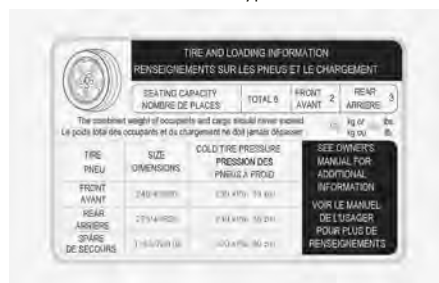 TIRE AND LOADING INFORMATION
RENSEIGNEMENTS SUR LES PNEUS ET LE CHARGEMENT
SEATING CAPACITY
NOMBRE DE PLACES
TOTAL 5
FRONT
AVANT
2
REAR
ARRIERE
3
The combined weight of occupants and cargo should never exceed
kg or lbs.
Le poids total des occupants et du chargement ne doit jamais dépasser
kg ou lb.
TIRE
PNEU
SIZE
DIMENSIONS
COLD TIRE PRESSURE
PRESSION DES
PNEUS A FROID
SEE OWNER'S
MANUAL FOR
ADDITIONAL
INFORMATION
VOIR LE MANUEL
DE L'USAGER
POUR PLUS DE
RENSEIGNEMENTS
FRONT
AVANT
REAR
ARRIERE
SPARE
DE SECOURS